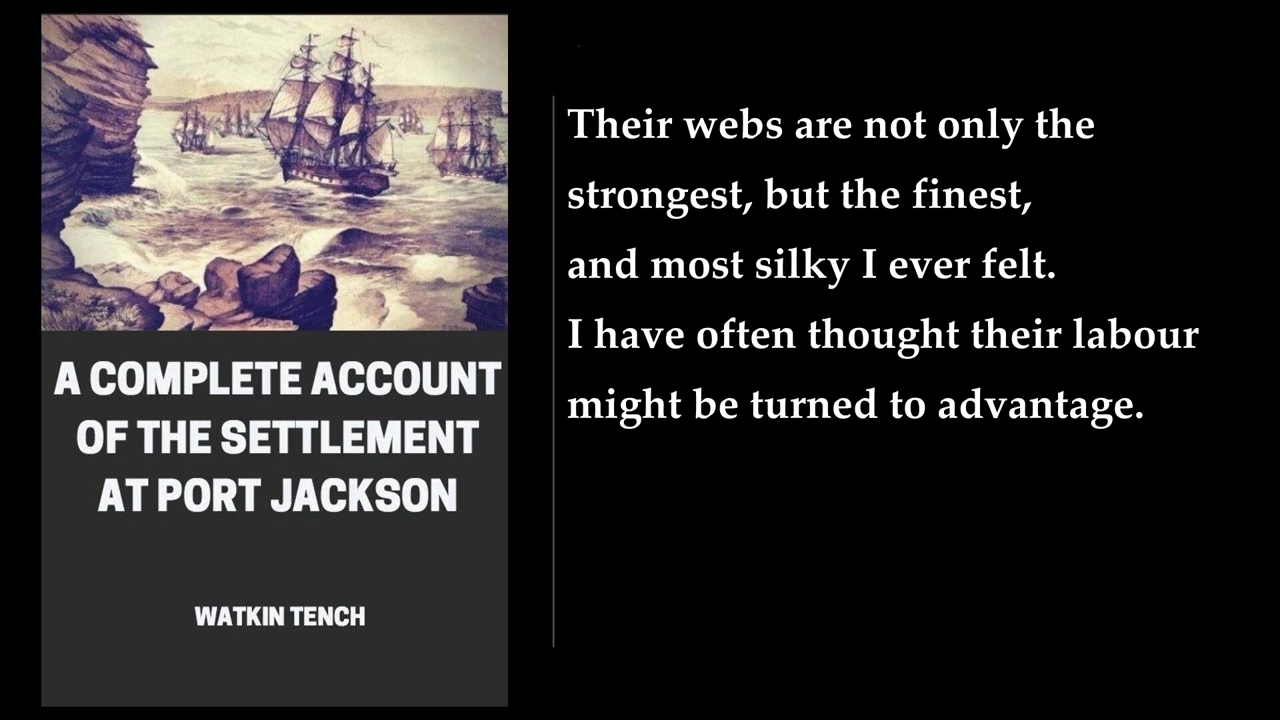 A COMPLETE ACCOUNT
OF THE SETTLEMENT
AT PORT JACKSON
WATKIN TENCH
Their webs are not only the
strongest, but the finest,
and most silky I ever felt.
I have often thought their labour
might be turned to advantage.